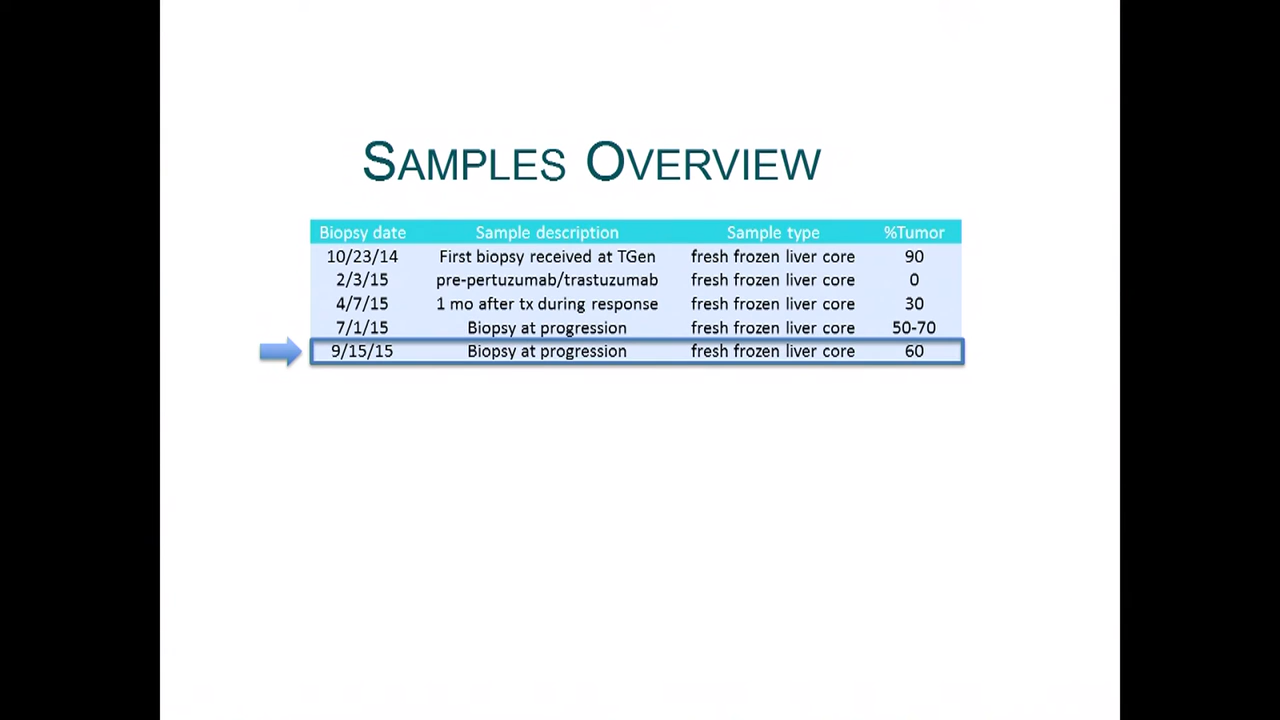 SAMPLES OVERVIEW
Biopsy date Sample description Sample type %Tumor
10/23/14 First biopsy received at TGen fresh frozen liver core 90
2/3/15 pre-pertuzumab/trastuzumab fresh frozen liver core 0
4/7/15 1 mo after tx during response fresh frozen liver core 30
7/1/15 Biopsy at progression fresh frozen liver core 50-70
9/15/15 Biopsy at progression fresh frozen liver core 60